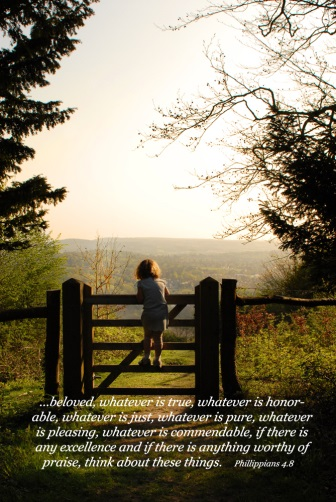 ...beloved, whatever is true, whatever is honor-
able, whatever is just, whatever is pure, whatever
is pleasing, whatever is commendable, if there is
any excellence and if there is anything worthy of
praise, think about these things. Phillippians 4.8